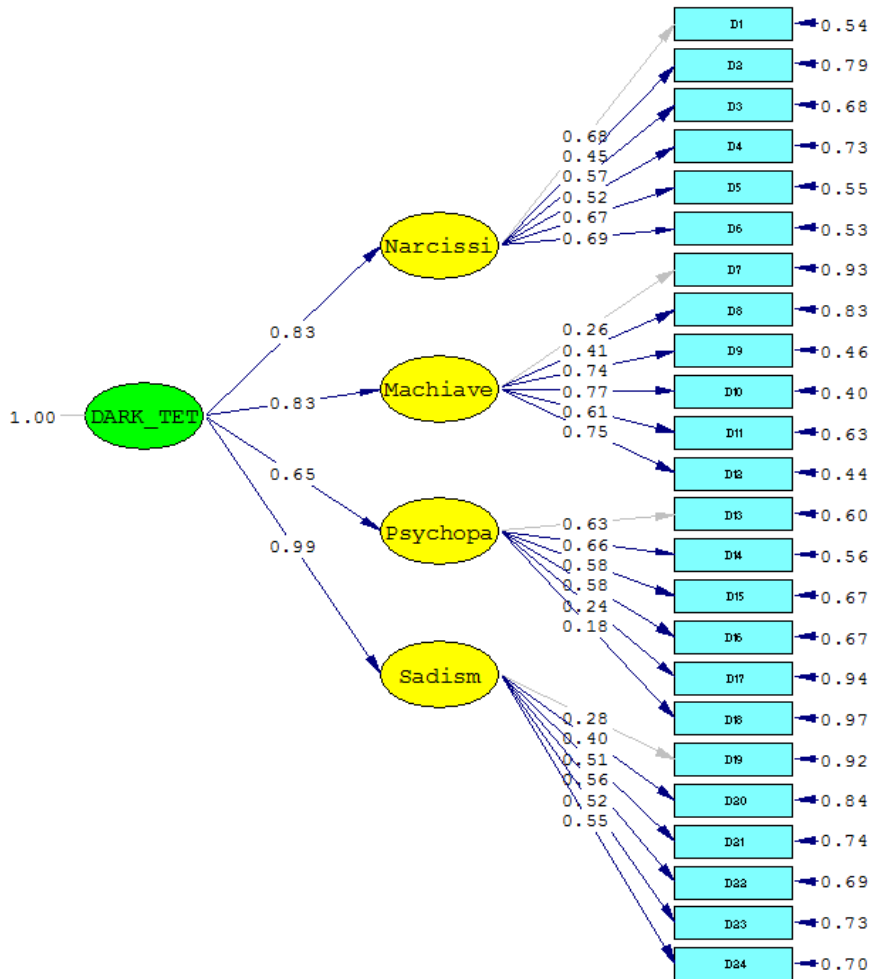 D1 0.54
D2 0.79
D3 0.68
0.68
D4 0.73
0.45
0.57
0.52
D5 0.55
0.67
D6 0.53
0.69
Narcissi
D7 0.93
D8 0.83
0.26
0.83
0.41
D9 0.46
0.74
Machiave
D10 0.40
0.77
0.83
0.61
1.00 DARK_TET
D11 0.63
0.75
D12 0.44
0.65
D13 0.60
0.63
Psychopa
0.66
0.99
D14 0.56
0.58
0.58
D15 0.67
0.24
0.18
D16 0.67
Sadism
D17 0.94
0.28
D18 0.97
0.40
0.51
D19 0.92
0.56
0.52
D20 0.84
0.55
D21 0.74
D22 0.69
D23 0.73
D24 0.70